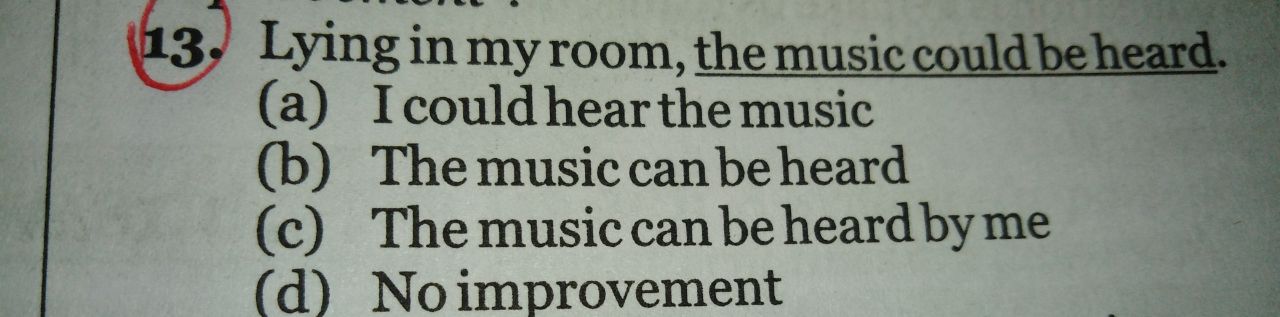 13. Lying in my room, the music could be heard.
(a) I could hear the music
(b) The music can be heard
(c) The music can be heard by me
(d) No improvement